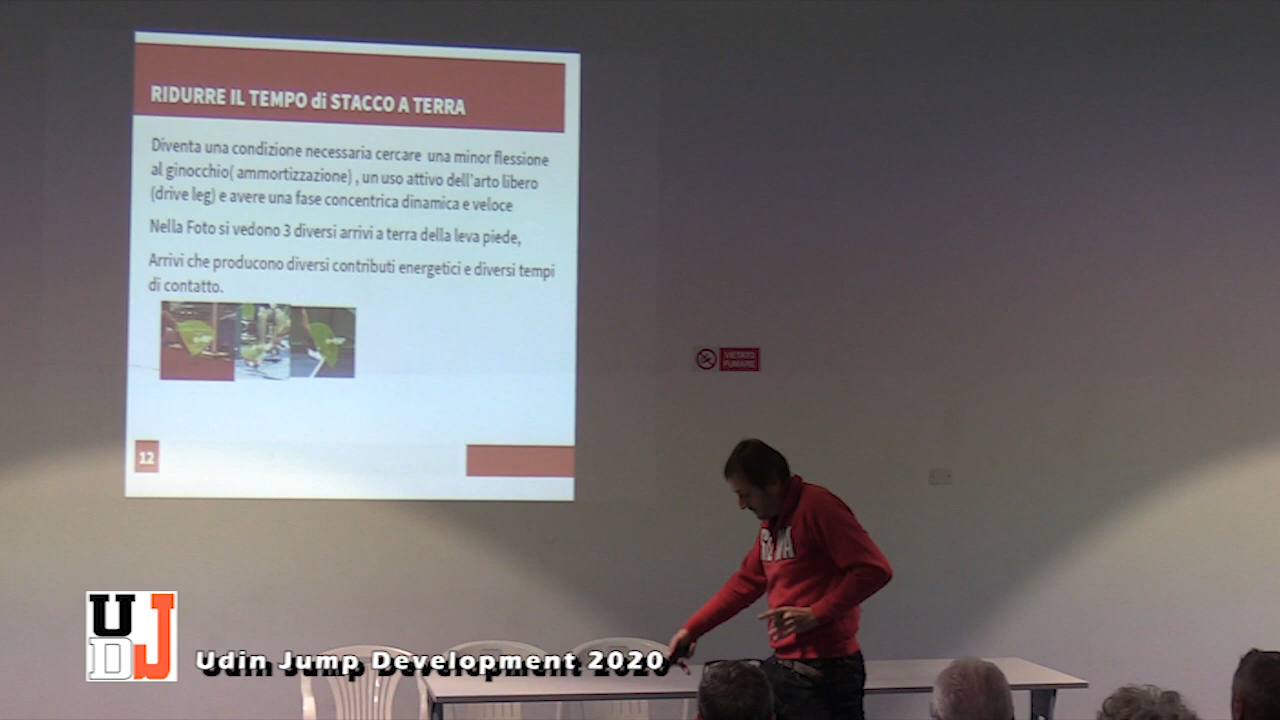 RIDURRE IL TEMPO di STACCO A TERRA
Diventa una condizione necessaria cercare una minor flessione
al ginocchio( ammortizzazione) , un uso attivo dell'arto libero
(drive leg) e avere una fase concentrica dinamica e veloce
Nella Foto si vedono 3 diversi arrivi a terra della leva piede,
Arrivi che producono diversi contributi energetici e diversi tempi
di contatto.
12
VIETATO
FUMARE
UDJ
Udin Jump Development 2020